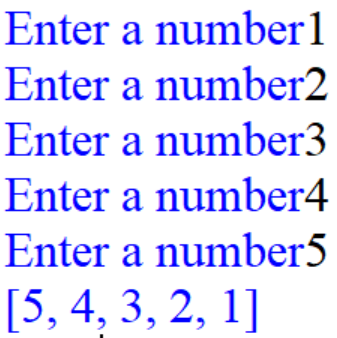 Enter a number1
Enter a number2
Enter a number3
Enter a number4
Enter a number5
[5, 4, 3, 2, 1]